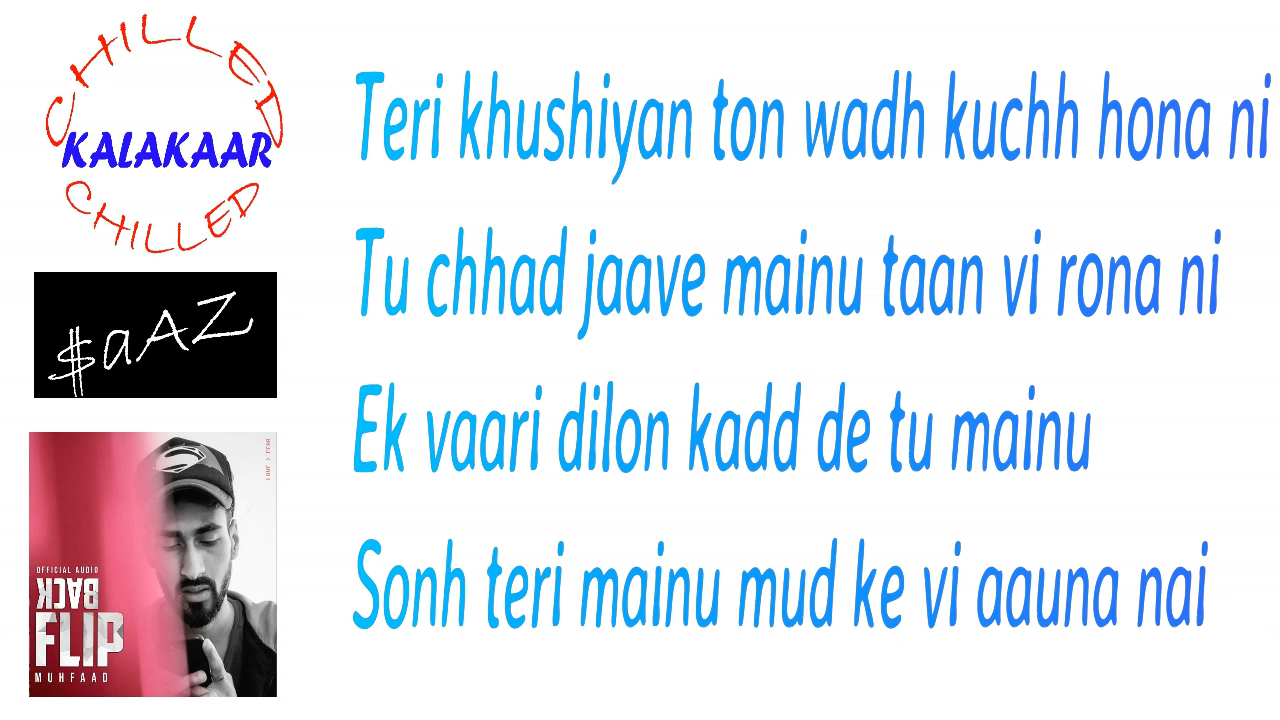 CHILLED
KALAKAAR
CHILLED
$aAZ
OFFICIAL AUDIO
BACK
FLIP
MUHFAAD
Teri khushiyan ton wadh kuchh hona ni
Tu chhad jaave mainu taan vi rona ni
Ek vaari dilon kadd de tu mainu
Sonh teri mainu mud ke vi aauna nai